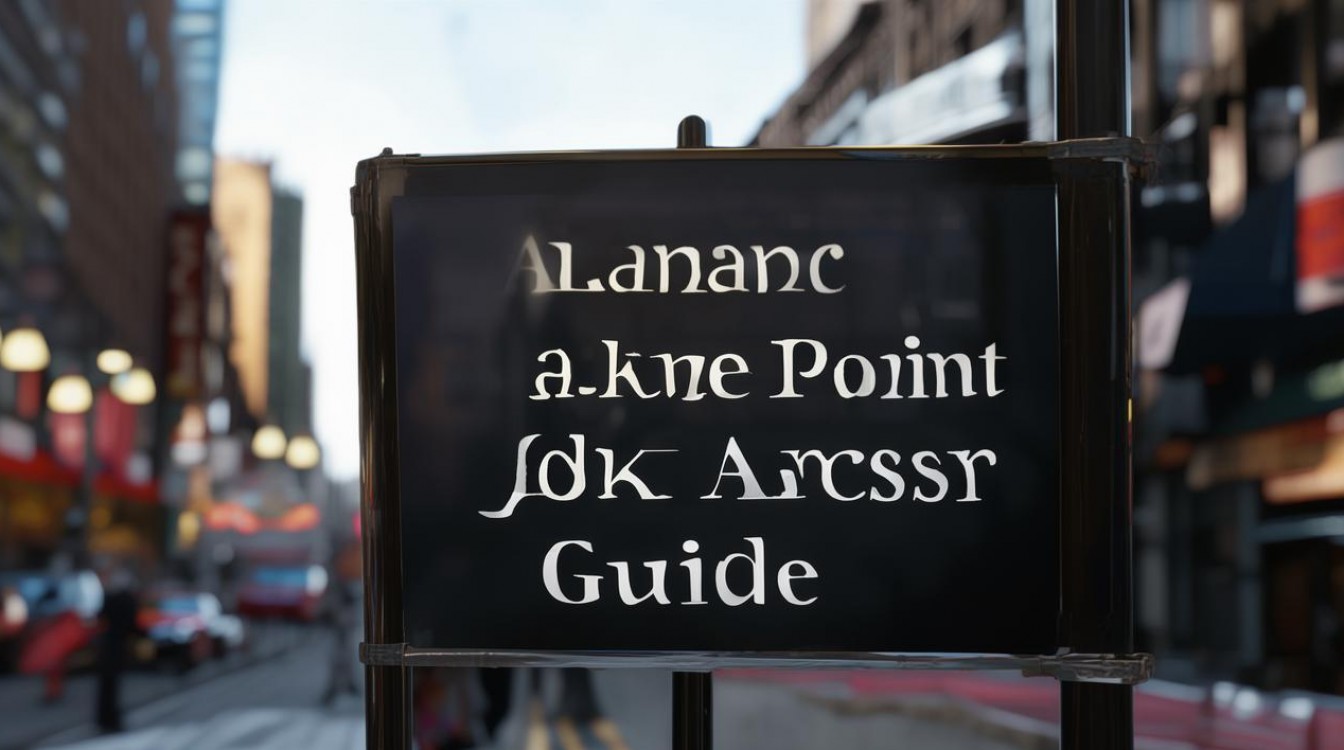 ALananc
a-kne Point
Jdk Arcssr
Guide